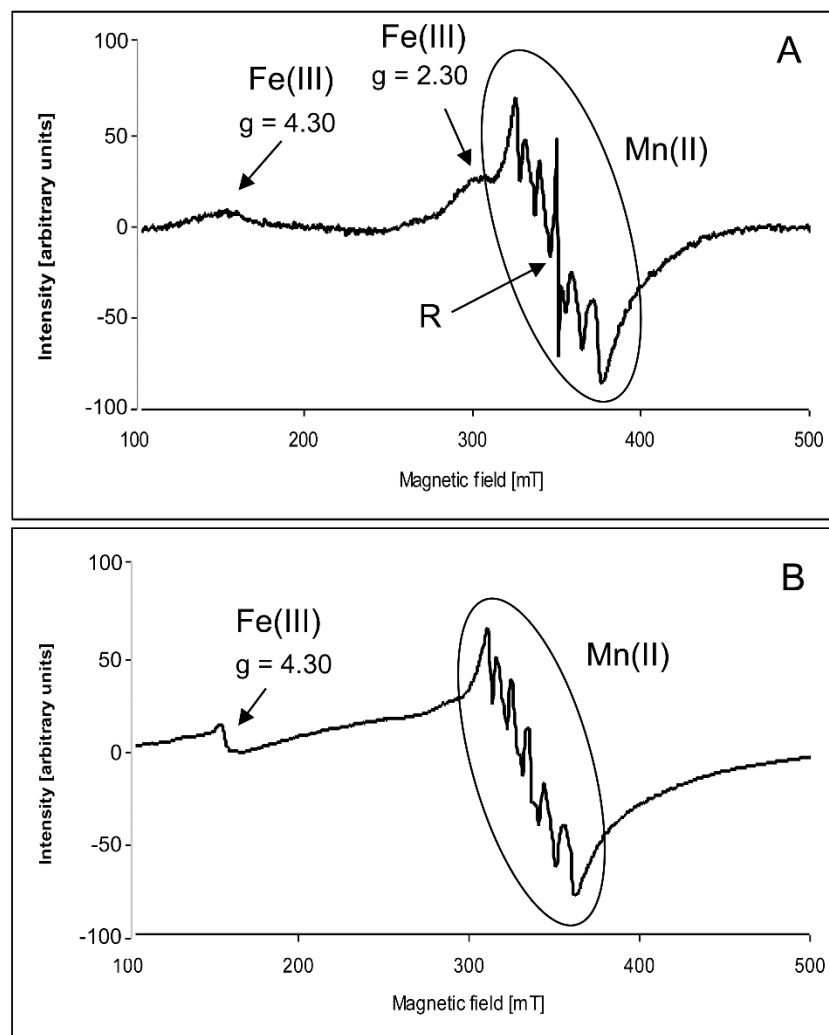 A
Fe(III)
g = 2.30
Fe(III)
g = 4.30
Mn(II)
R
Intensity [arbitrary units]
100
50
0
-50
-100
100
200
300
400
500
Magnetic field [mT]
B
Fe(III)
g = 4.30
Mn(II)
Intensity [arbitrary units]
100
50
0
-50
-100
100
200
300
400
500
Magnetic field [mT]